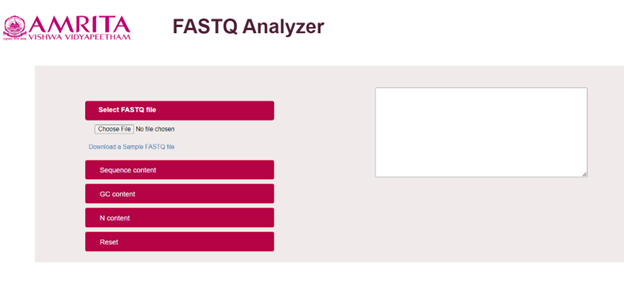 AMRITA
VISHWA VIDYAPEETHAM
FASTQ Analyzer
Select FASTQ file
Choose File No file chosen
Download a Sample FASTQ file
Sequence content
GC content
N content
Reset